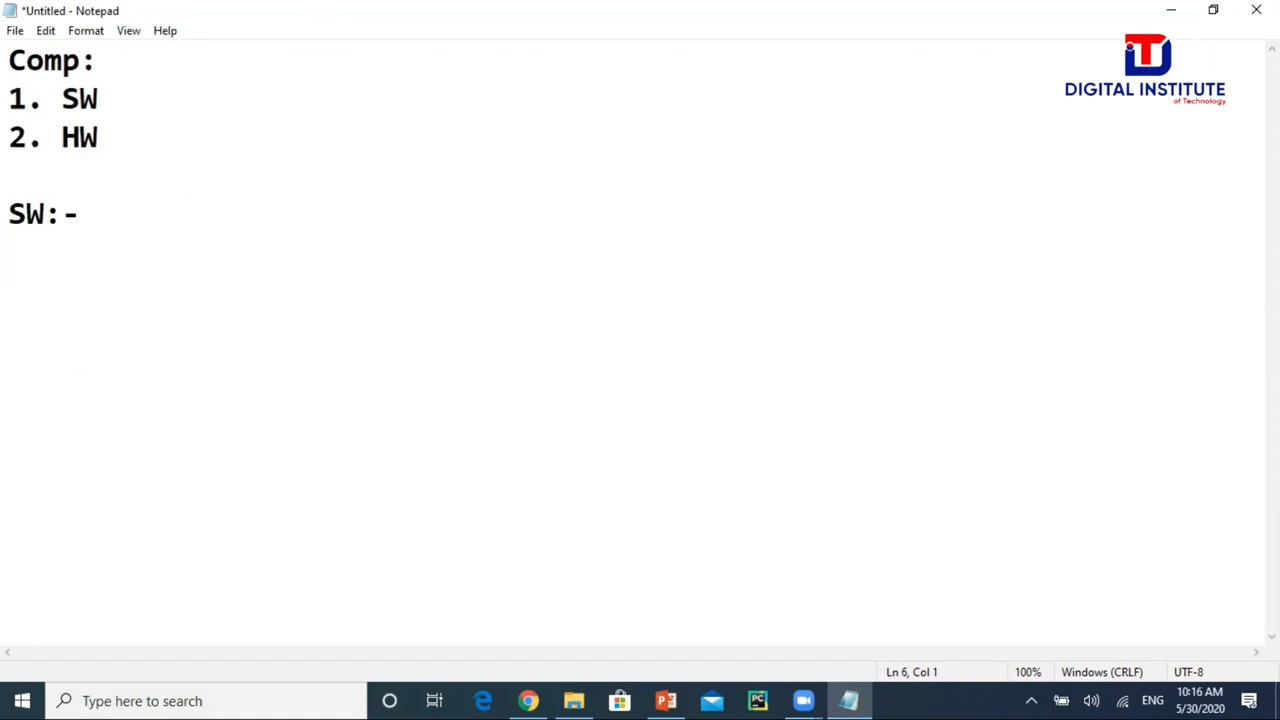 *Untitled - Notepad
File Edit Format View Help
Comp:
1. SW
2. HW
SW:-
DIGITAL INSTITUTE
of Technology
Ln 6, Col 1 100% Windows (CRLF) UTF-8
Type here to search
ENG
10:16 AM
5/30/2020